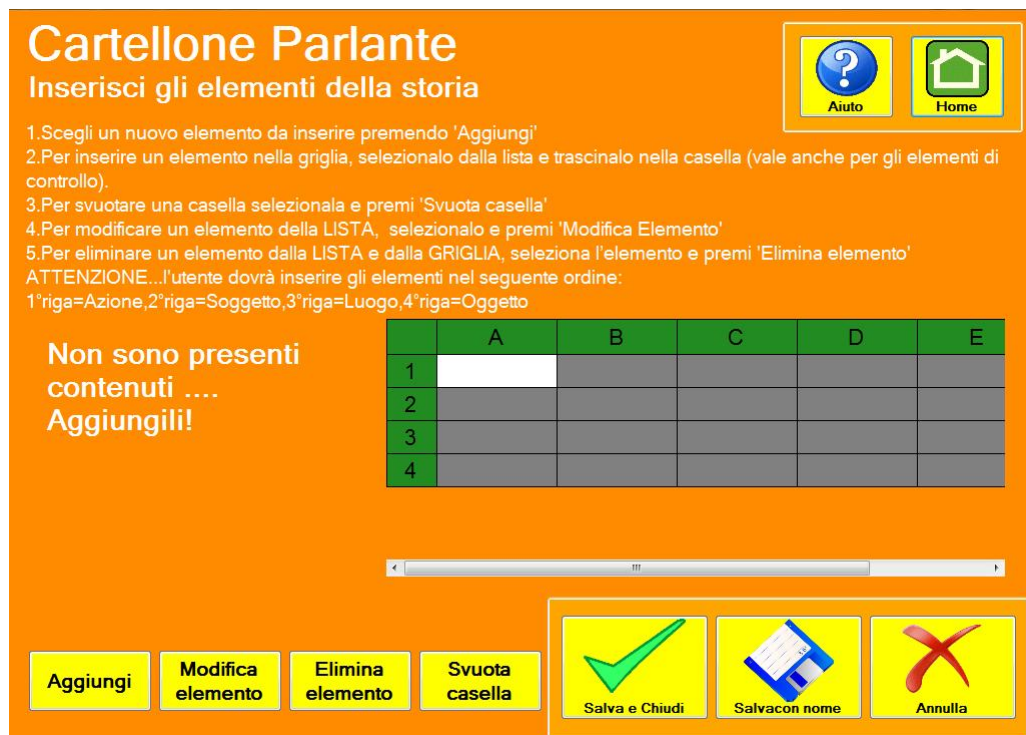 Cartellone Parlante
Inserisci gli elementi della storia
Aiuto
Home
1.Scegli un nuovo elemento da inserire premendo 'Aggiungi'
2.Per inserire un elemento nella griglia, selezionalo dalla lista e trascinalo nella casella (vale anche per gli elementi di
controllo).
3.Per svuotare una casella selezionala e premi 'Svuota casella'
4.Per modificare un elemento della LISTA, selezionalo e premi 'Modifica Elemento'
5.Per eliminare un elemento dalla LISTA e dalla GRIGLIA, seleziona l'elemento e premi 'Elimina elemento'
ATTENZIONE...l'utente dovrà inserire gli elementi nel seguente ordine:
1°riga=Azione,2°riga=Soggetto,3°riga=Luogo,4°riga=Oggetto
Non sono presenti
contenuti ....
Aggiungili!
A B C D E
1
2
3
4
Aggiungi
Modifica
elemento
Elimina
elemento
Svuota
casella
Salva e Chiudi
Salvacon nome
Annulla